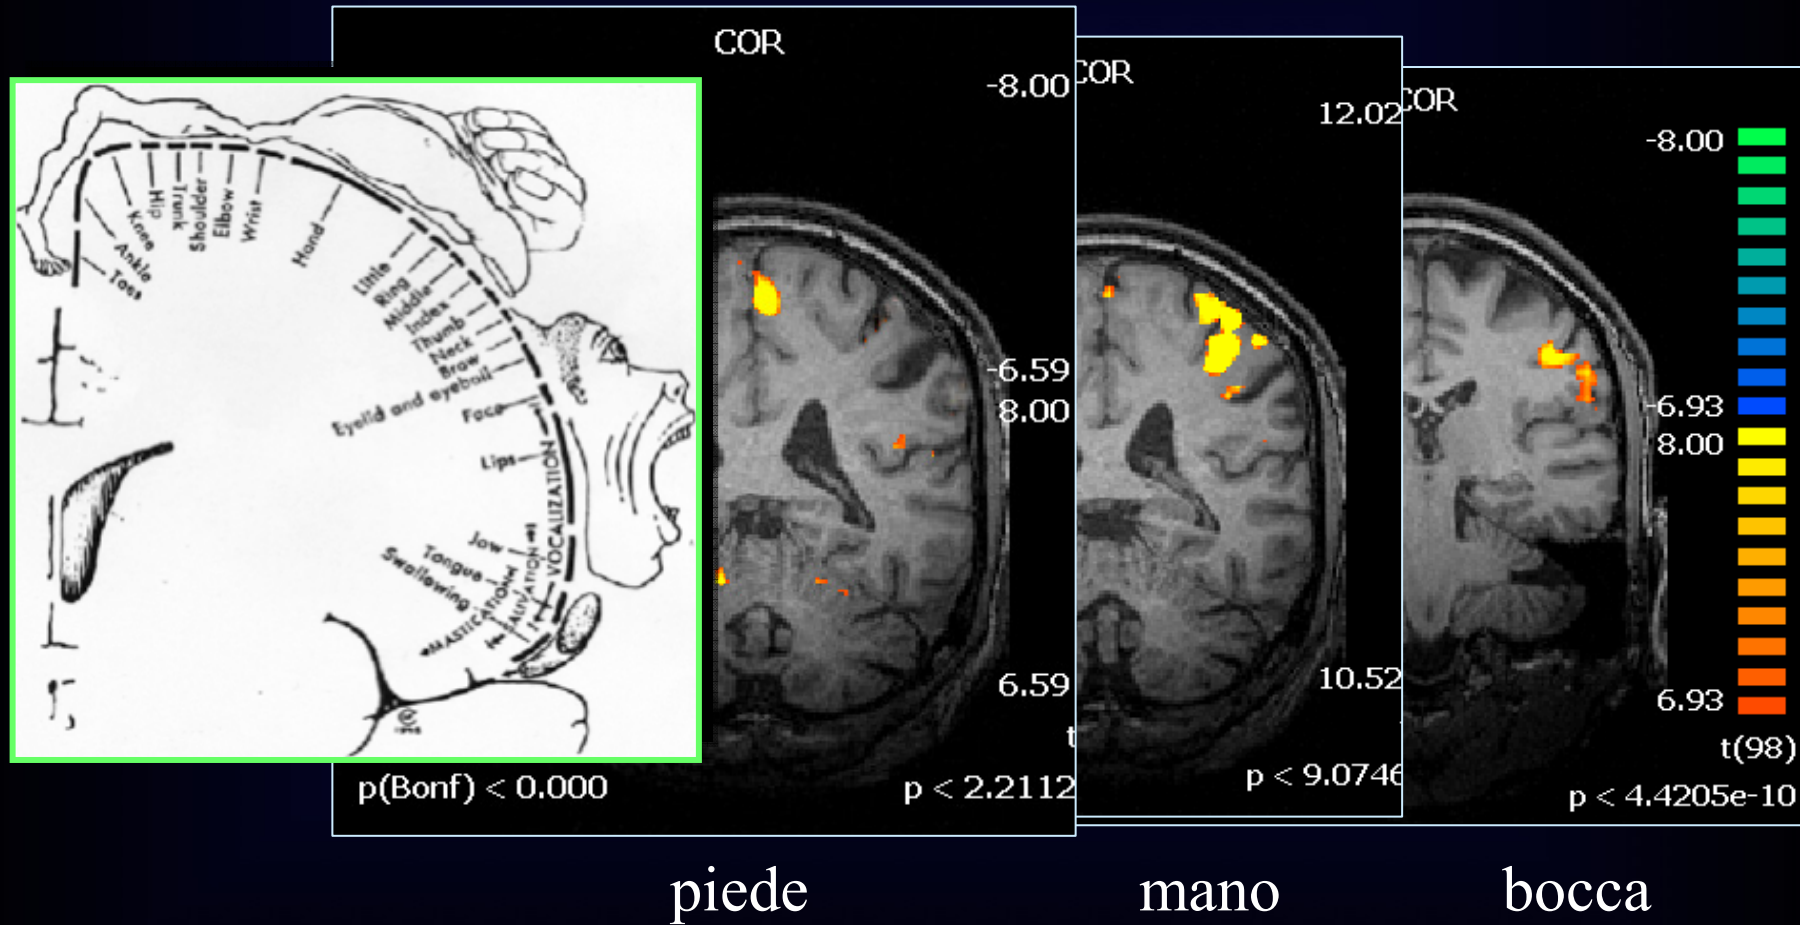 COR
-8.00
-6.59
8.00
6.59
p(Bonf) < 0.000
p < 2.2112
COR
12.02
10.52
p < 9.0746
COR
-8.00
-6.93
8.00
6.93
t(98)
p < 4.4205e-10
Toes
Ankle
Knee
Hip
Trunk
Shoulder
Elbow
Wrist
Hand
Little
Ring
Middle
Index
Thumb
Neck
Brow
Eyelid and eyeball
Face
Lips
VOCALIZATION
Jaw
Tongue
Swallowing
SALIVATION
MASTICATION
piede
mano
bocca